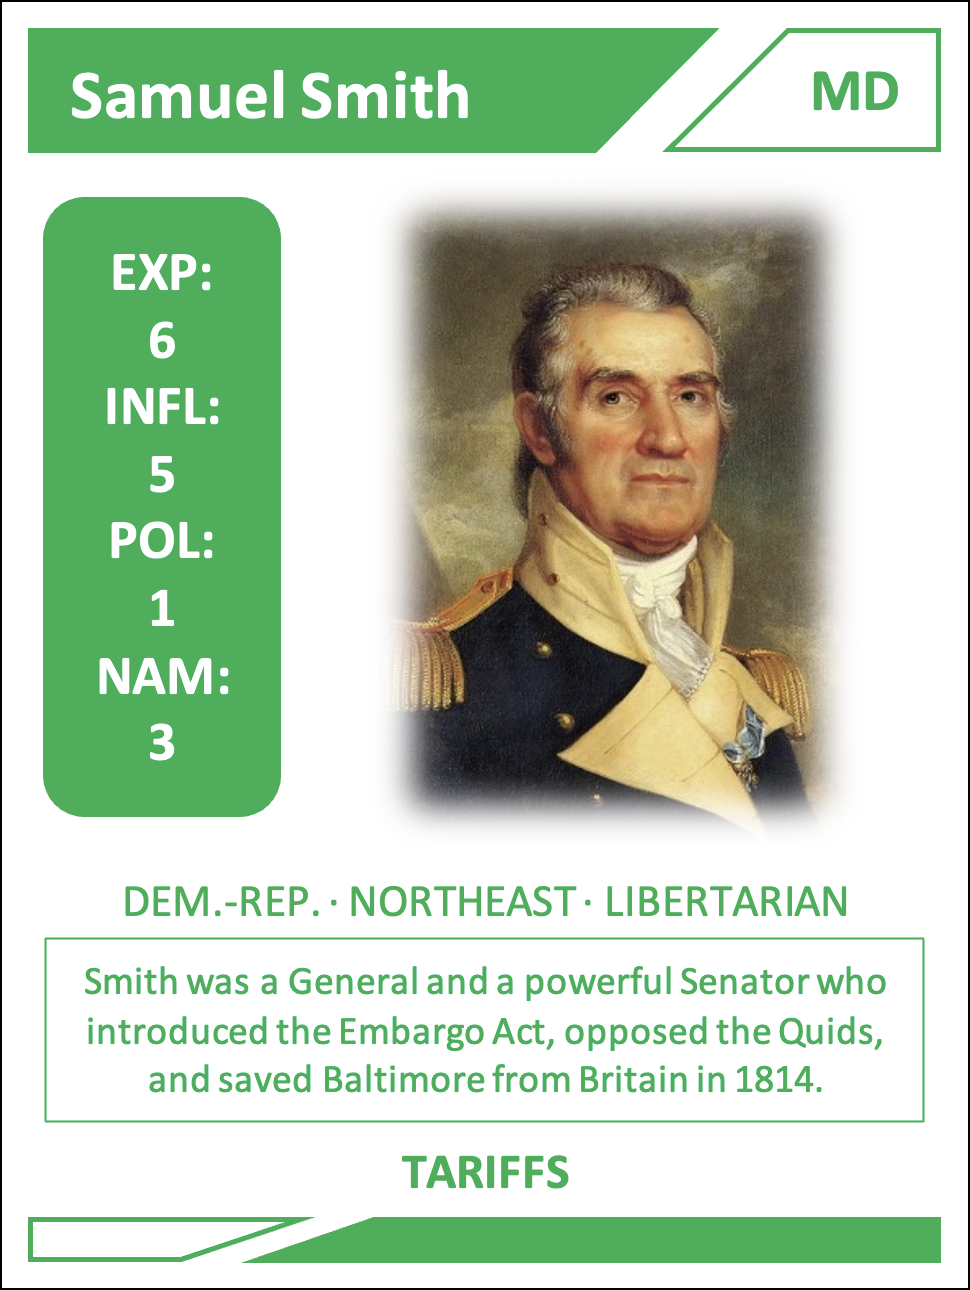 Samuel Smith
MD
EXP:
6
INFL:
5
POL:
1
NAM:
3
DEM.-REP. · NORTHEAST · LIBERTARIAN
Smith was a General and a powerful Senator who
introduced the Embargo Act, opposed the Quids,
and saved Baltimore from Britain in 1814.
TARIFFS